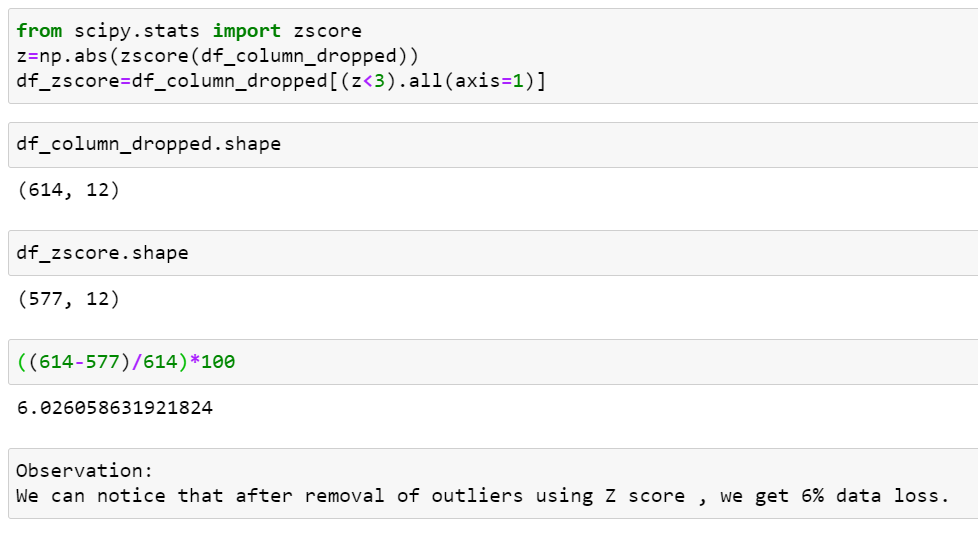 from scipy.stats import zscore
z=np.abs(zscore(df_column_dropped))
df_zscore=df_column_dropped[(z<3).all(axis=1)]
df_column_dropped.shape
(614, 12)
df_zscore.shape
(577, 12)
((614-577)/614)*100
6.026058631921824
Observation:
We can notice that after removal of outliers using Z score , we get 6% data loss.